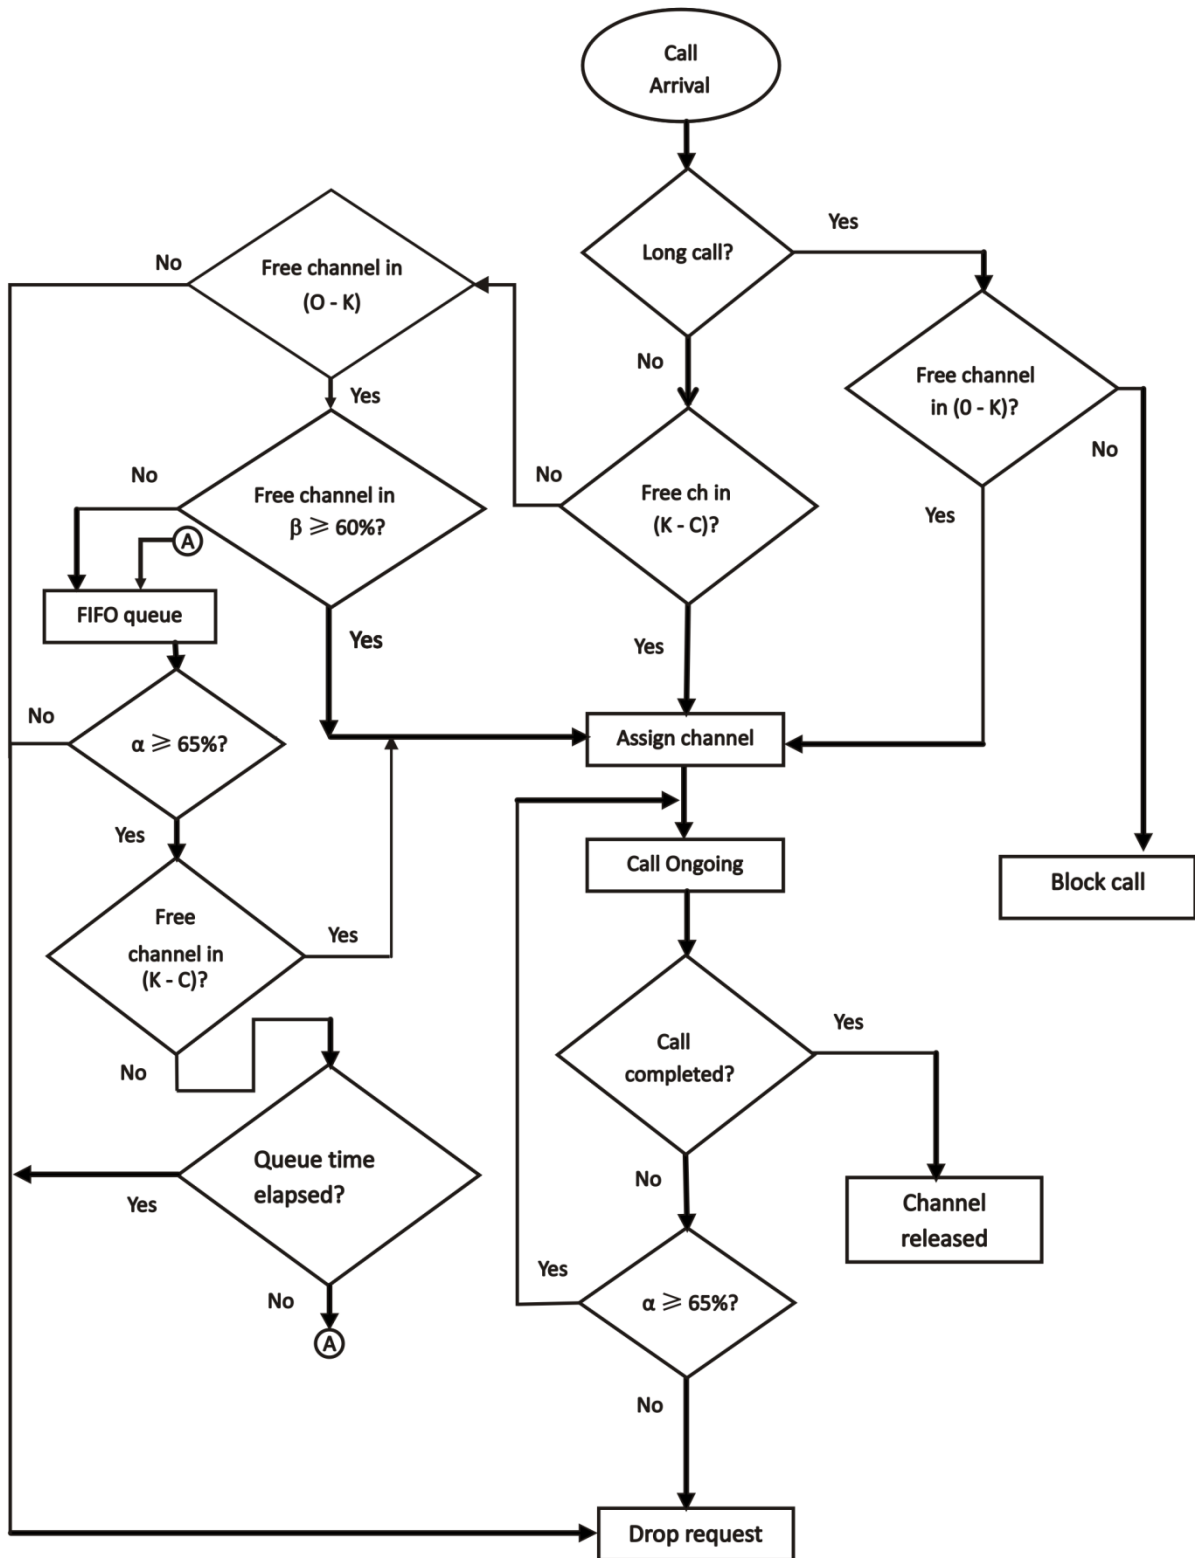 Call
Arrival
Long call?
Yes
No
Free channel in
(O - K)
No
Yes
Free channel
in (0 - K)?
No
Yes
Free ch in
(K - C)?
No
Yes
Free channel in
β ⩾ 60%?
No
Yes
A
FIFO queue
α ⩾ 65%?
No
Yes
Assign channel
Call Ongoing
Block call
Free
channel in
(K - C)?
Yes
No
Call
completed?
Yes
No
Queue time
elapsed?
Yes
No
A
Channel
released
α ⩾ 65%?
Yes
No
Drop request